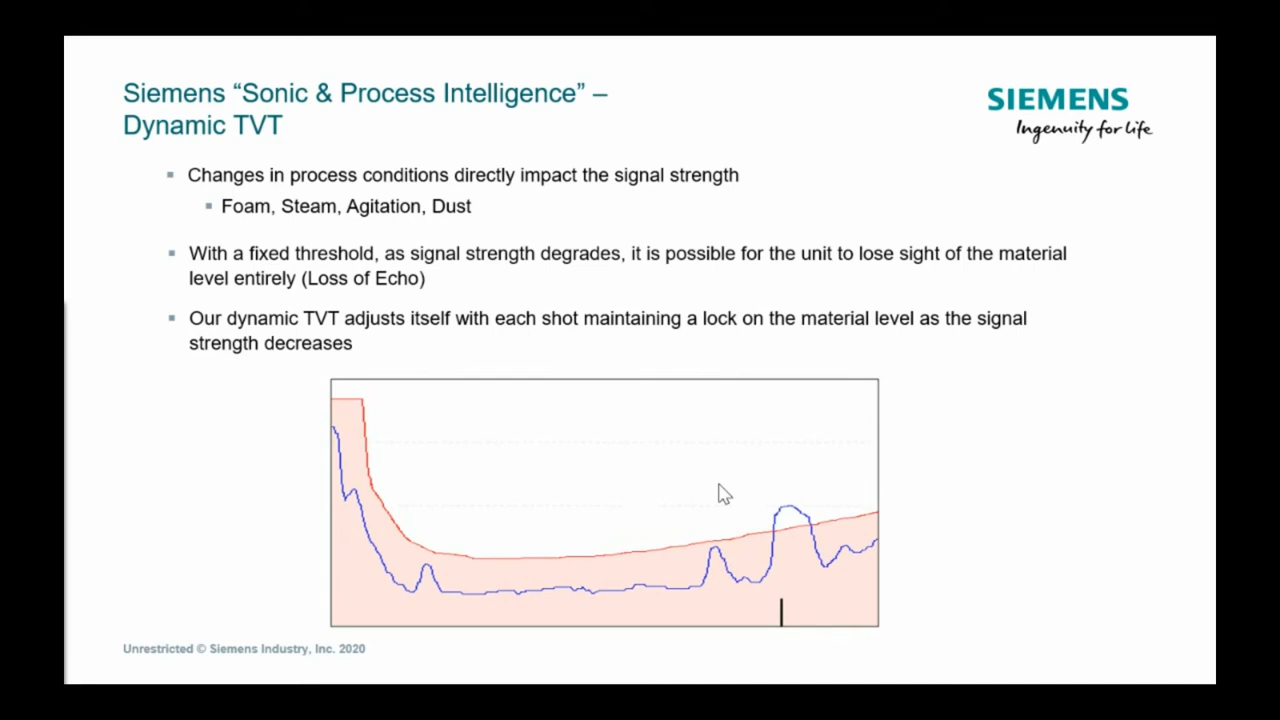 Siemens “Sonic & Process Intelligence” –
Dynamic TVT
SIEMENS
Ingenuity for life
▪ Changes in process conditions directly impact the signal strength
▪ Foam, Steam, Agitation, Dust
▪ With a fixed threshold, as signal strength degrades, it is possible for the unit to lose sight of the material
level entirely (Loss of Echo)
▪ Our dynamic TVT adjusts itself with each shot maintaining a lock on the material level as the signal
strength decreases
Unrestricted © Siemens Industry, Inc. 2020